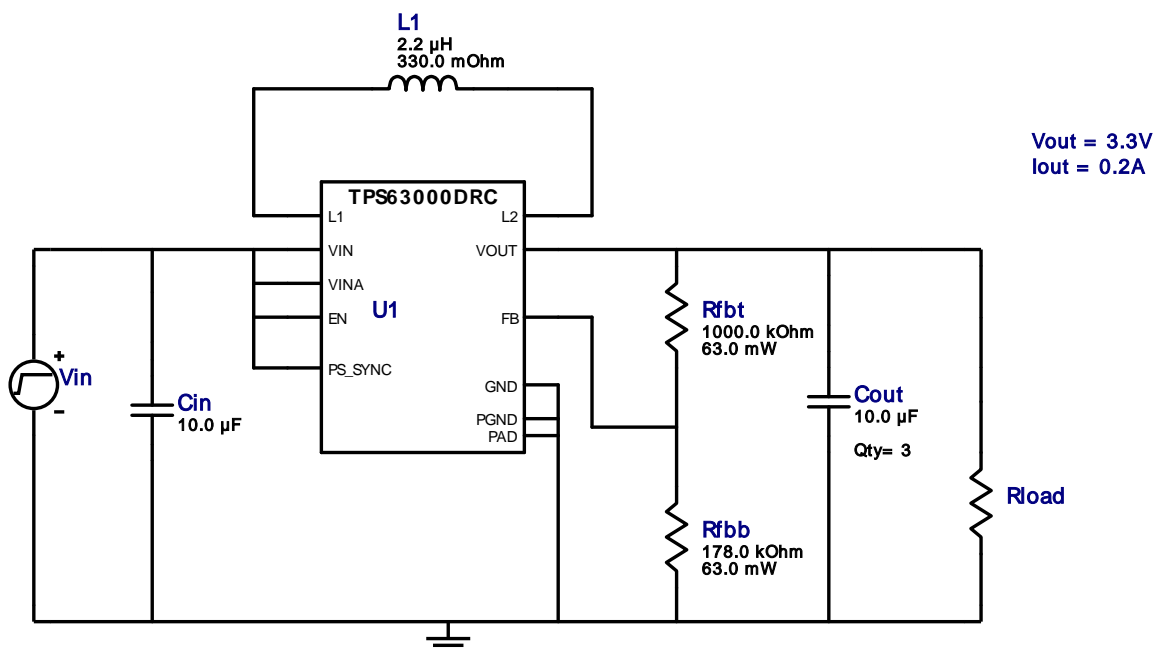 L1
2.2 µH
330.0 mOhm
Vout = 3.3V
Iout = 0.2A
TPS63000DRC
L1
L2
VIN
VOUT
VINA
U1
EN
FB
PS_SYNC
GND
PGND
PAD
+
Vin
-
Cin
10.0 µF
Rfbt
1000.0 kOhm
63.0 mW
Cout
10.0 µF
Qty= 3
Rload
Rfbb
178.0 kOhm
63.0 mW